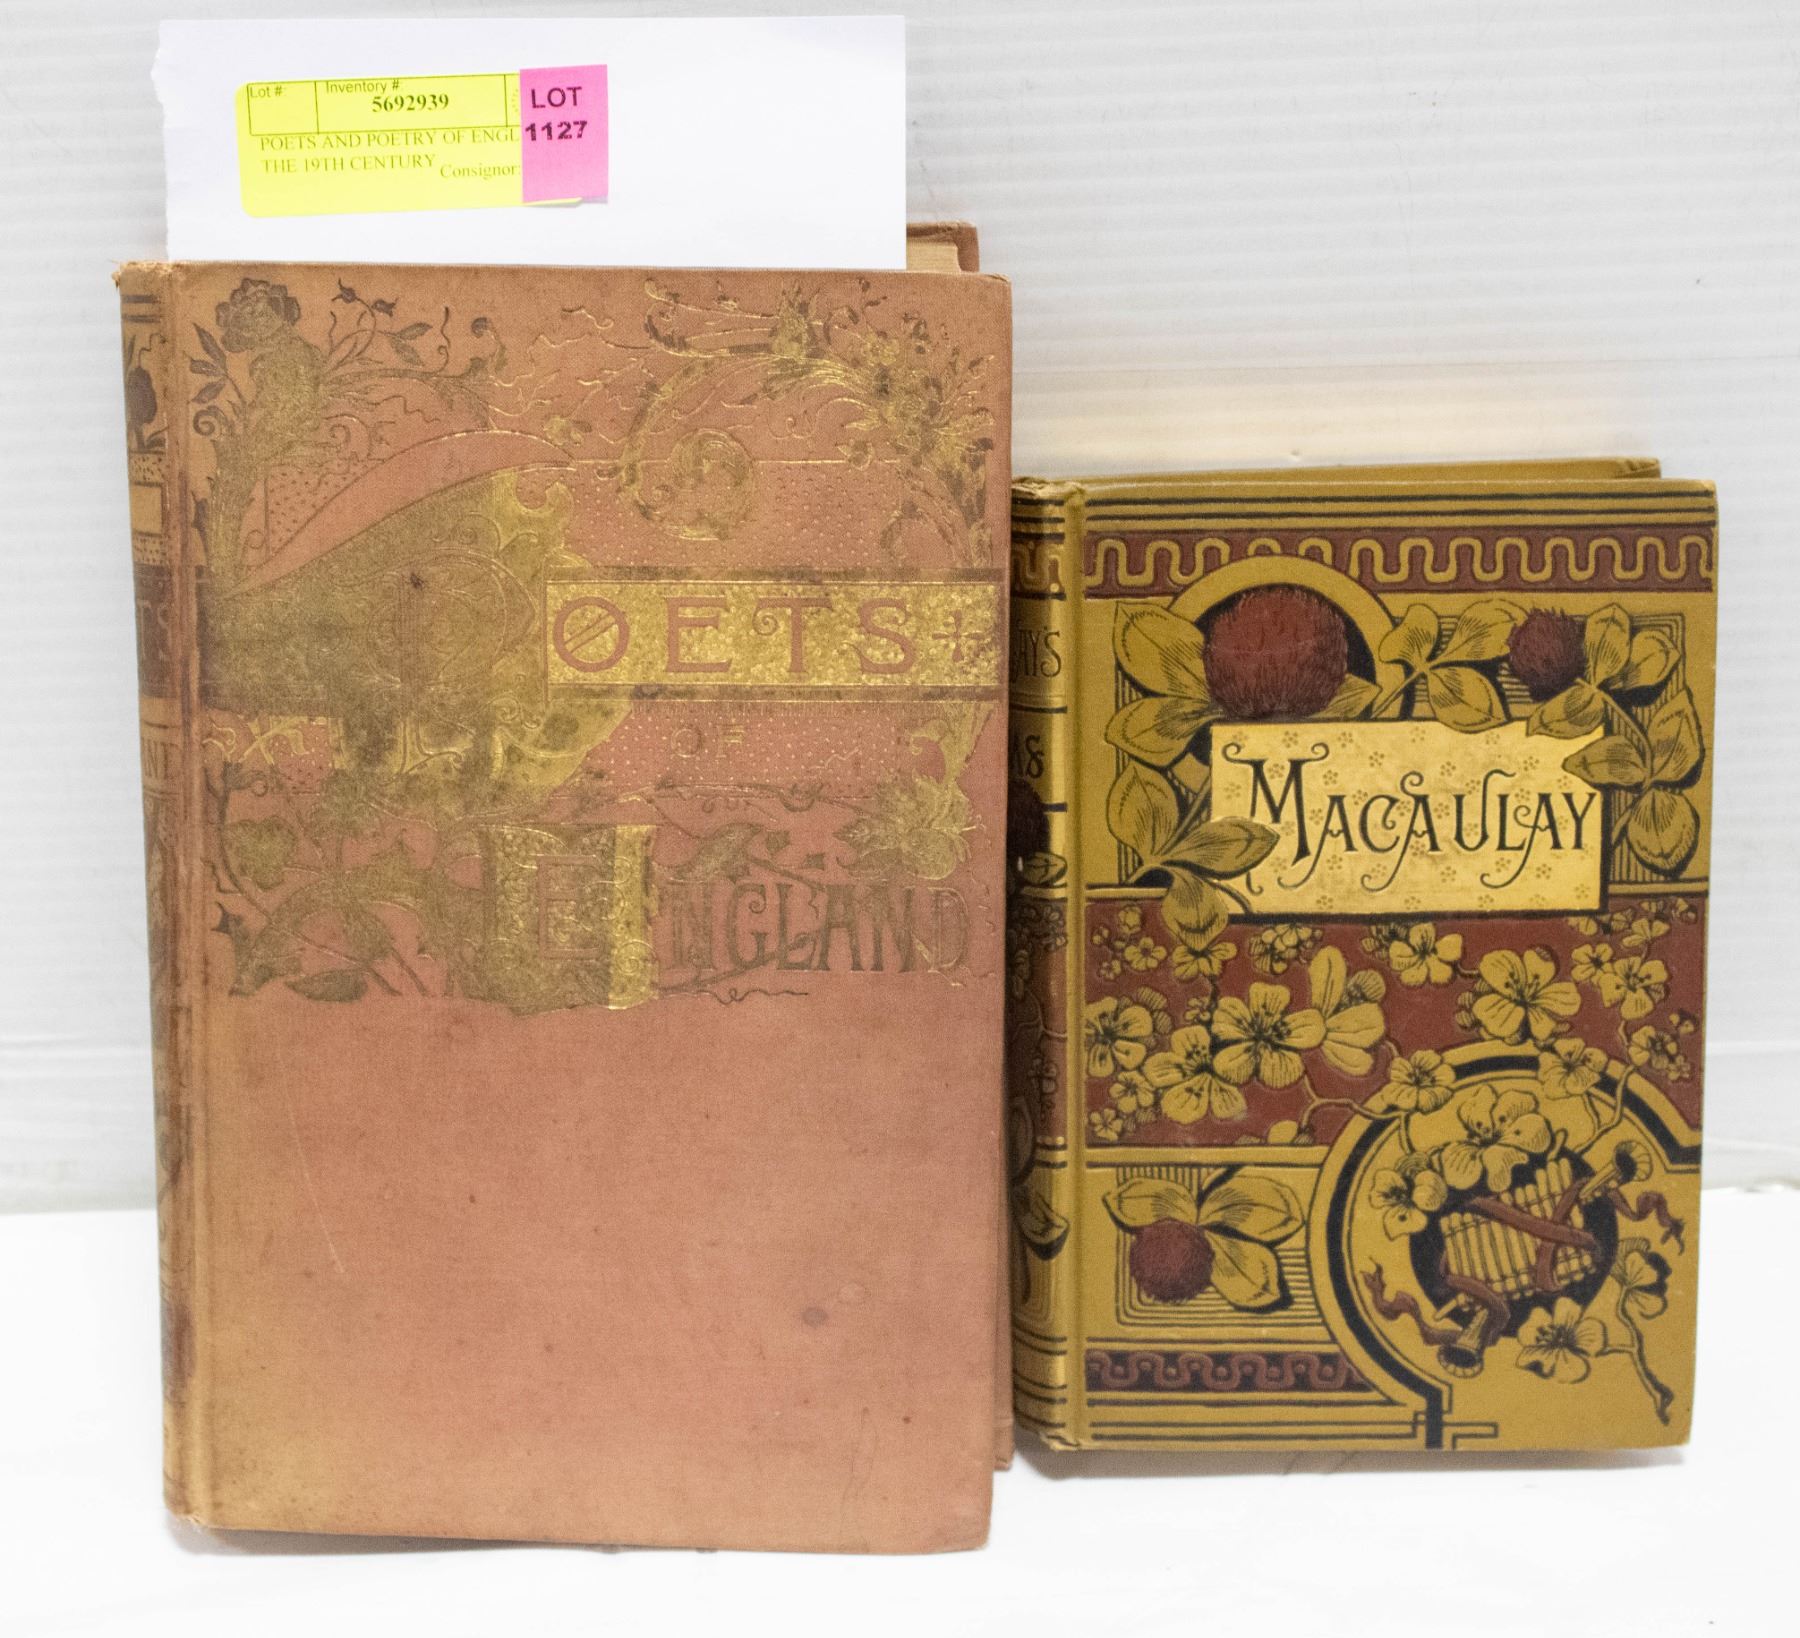 Lot #: Inventory #:
5692939
LOT
1127
POETS AND POETRY OF ENGL
THE 19TH CENTURY
Consignor:
POETS
OF
ENGLAND
MACAULAY